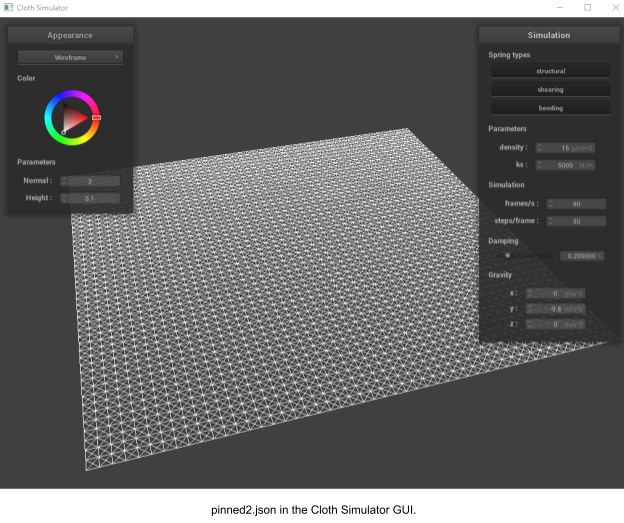 Cloth Simulator
Appearance
Wireframe
Color
Parameters
Normal : 2
Height : 0.1
Simulation
Spring types
structural
shearing
bending
Parameters
density : 15 g/cm^2
ks : 5000 N/m
Simulation
frames/s : 90
steps/frame : 30
Damping
0.200000 %
Gravity
x : -0 m/s^2
y : -9.8 m/s^2
z : 0 m/s^2
pinned2.json in the Cloth Simulator GUI.